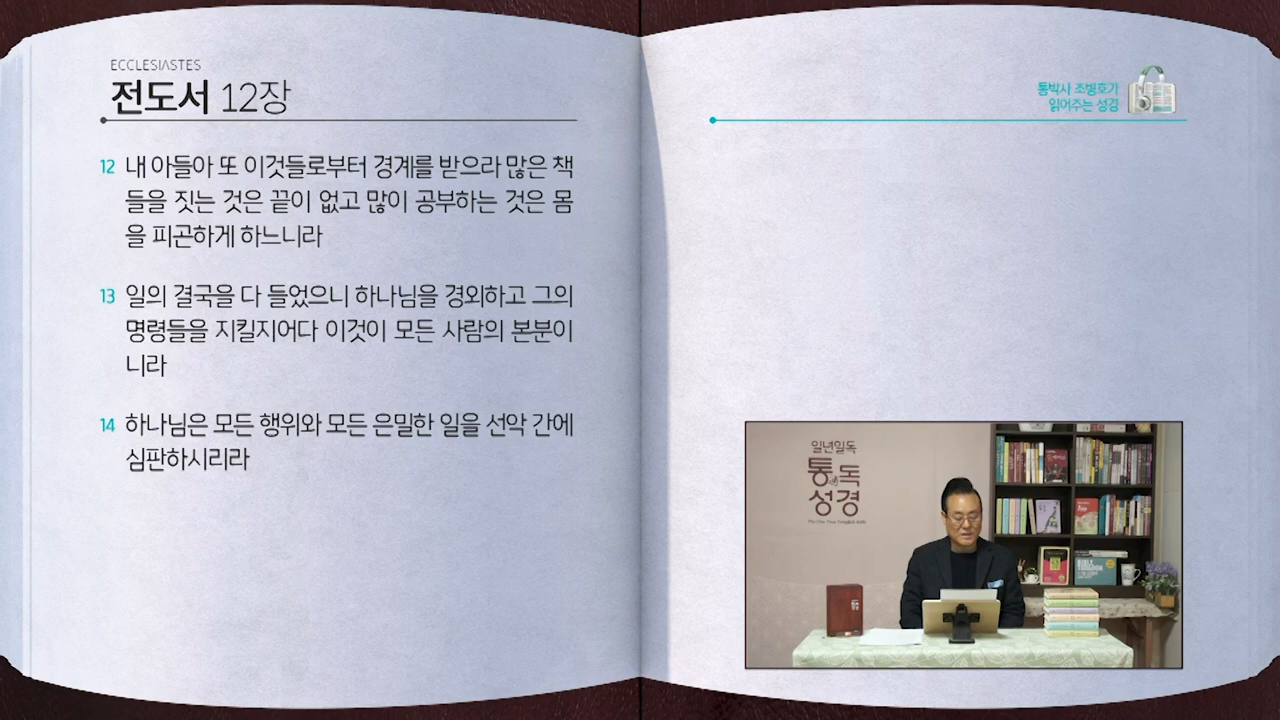 ECCLESIASTES
전도서 12장
12 내 아들아 또 이것들로부터 경계를 받으라 많은 책
들을 짓는 것은 끝이 없고 많이 공부하는 것은 몸
을 피곤하게 하느니라
13 일의 결국을 다 들었으니 하나님을 경외하고 그의
명령들을 지킬지어다 이것이 모든 사람의 본분이
니라
14 하나님은 모든 행위와 모든 은밀한 일을 선악 간에
심판하시리라
통박사 조병호가
읽어주는 성경
일년일독
통독
성경